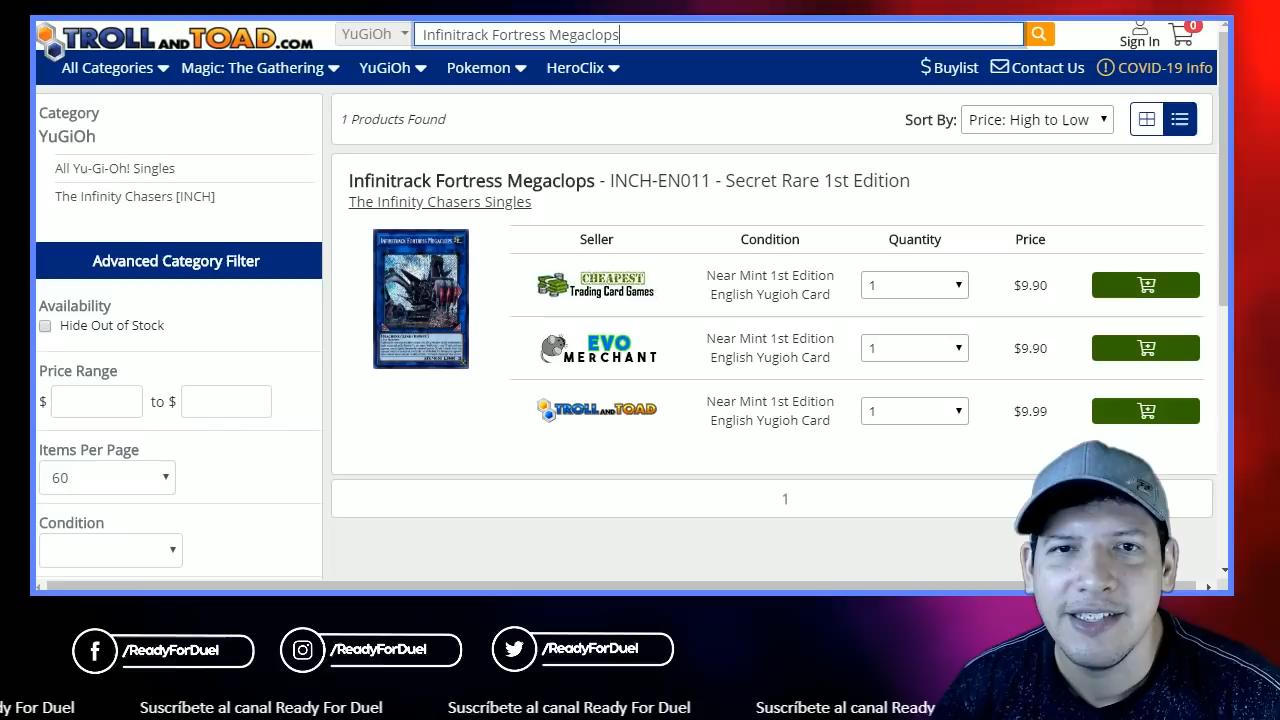 TROLL AND TOAD.COM
YuGiOh
Infinitrack Fortress Megaclops
Sign In
0
All Categories
Magic: The Gathering
YuGiOh
Pokemon
HeroClix
$ Buylist
Contact Us
COVID-19 Info
Category
YuGiOh
All Yu-Gi-Oh! Singles
The Infinity Chasers [INCH]
Advanced Category Filter
Availability
Hide Out of Stock
Price Range
$ to $
Items Per Page
60
Condition
1 Products Found
Sort By: Price: High to Low
Infinitrack Fortress Megaclops - INCH-EN011 - Secret Rare 1st Edition
The Infinity Chasers Singles
INFINITRACK FORTRESS MEGACLOPS
Seller Condition Quantity Price
CHEAPEST
Trading Card Games
Near Mint 1st Edition
English Yugioh Card
1
$9.90
EVO
MERCHANT
Near Mint 1st Edition
English Yugioh Card
1
$9.90
TROLL AND TOAD
Near Mint 1st Edition
English Yugioh Card
1
$9.99
1
/ReadyForDuel
/ReadyForDuel
/ReadyForDuel
dy For Duel Suscríbete al canal Ready For Duel Suscríbete al canal Ready For Duel Suscríbete al canal Ready